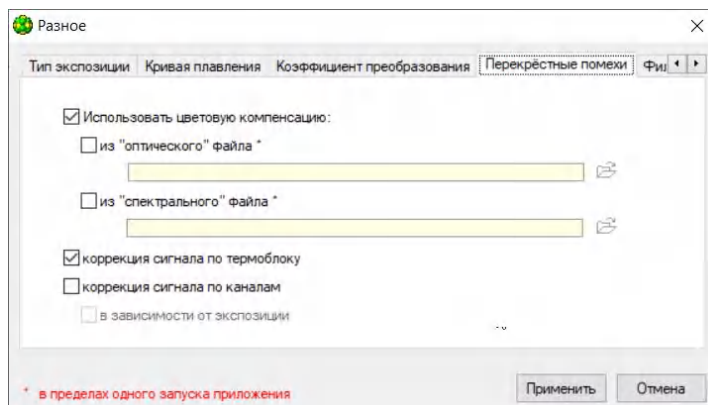 Разное
Тип экспозиции Кривая плавления Коэффициент преобразования Перекрёстные помехи
Использовать цветовую компенсацию:
из "оптического" файла *
из "спектрального" файла *
коррекция сигнала по термоблоку
коррекция сигнала по каналам
в зависимости от экспозиции
* в пределах одного запуска приложения
Применить Отмена